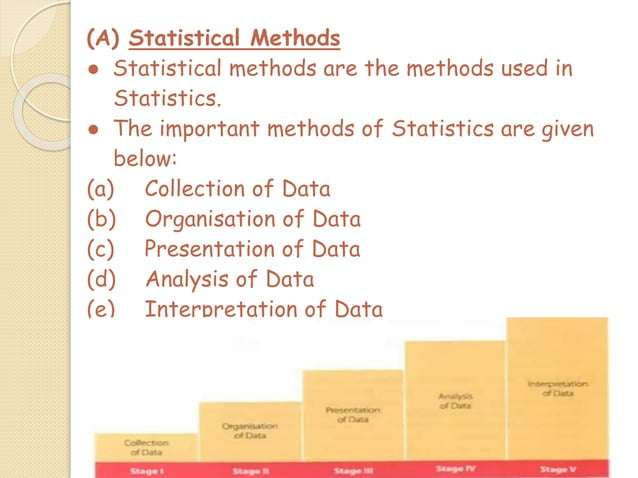 (A) Statistical Methods
● Statistical methods are the methods used in
Statistics.
● The important methods of Statistics are given
below:
(a) Collection of Data
(b) Organisation of Data
(c) Presentation of Data
(d) Analysis of Data
(e) Interpretation of Data
Interpretation
of Data
Analysis
of Data
Presentation
of Data
Organisation
of Data
Collection
of Data
Stage I Stage II Stage III Stage IV Stage V